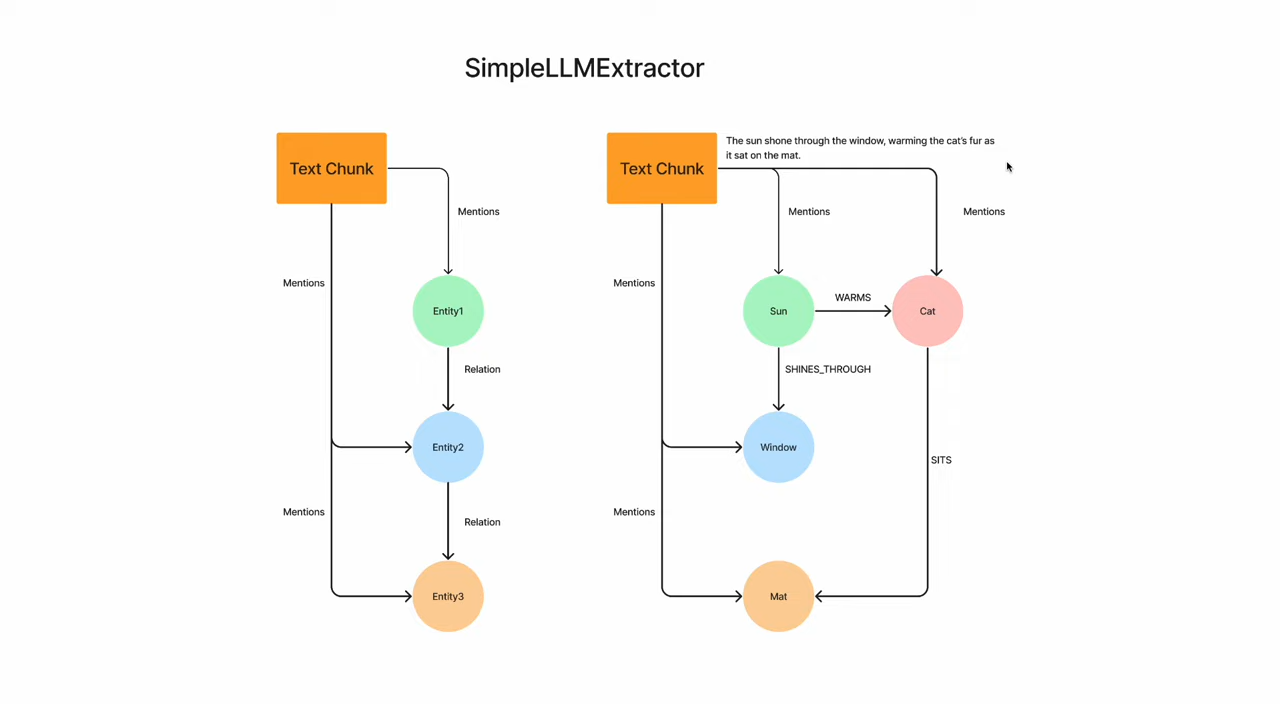 SimpleLLMExtractor
Text Chunk
Mentions
Mentions
Entity1
Relation
Entity2
Mentions
Relation
Entity3
Text Chunk
The sun shone through the window, warming the cat's fur as
it sat on the mat.
Mentions
Mentions
Mentions
Sun
WARMS
Cat
SHINES_THROUGH
Window
SITS
Mentions
Mat